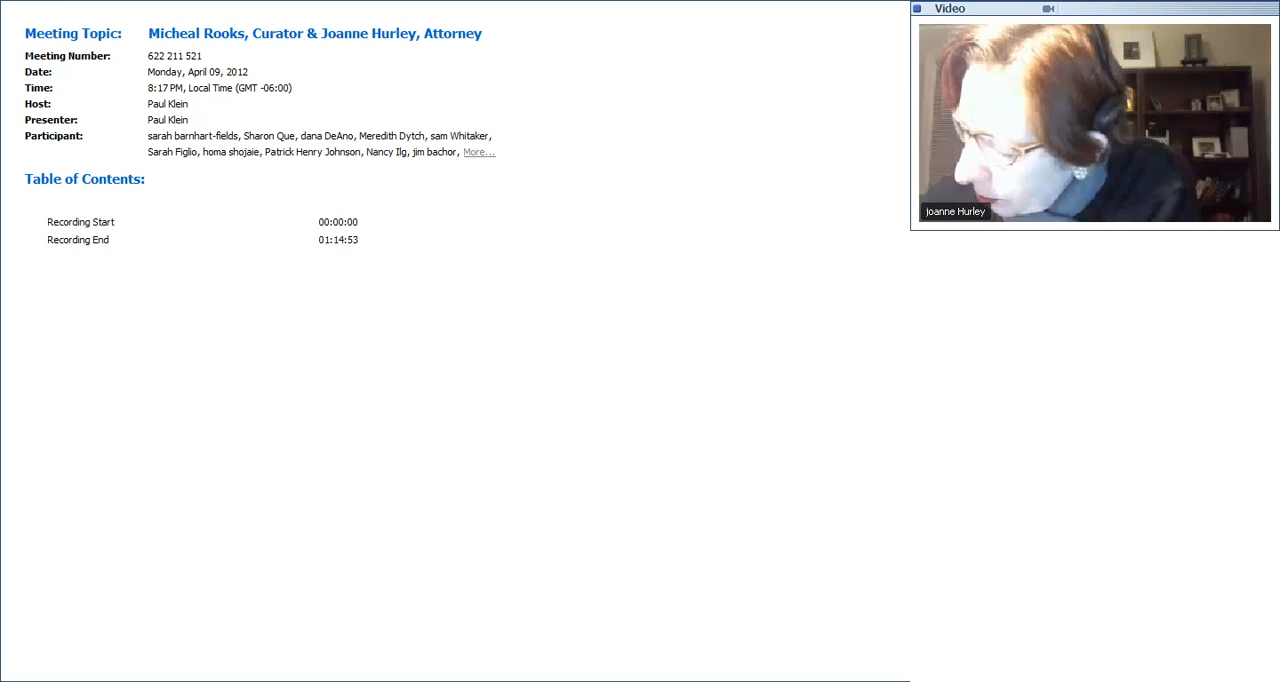 Meeting Topic: Micheal Rooks, Curator & Joanne Hurley, Attorney
Meeting Number: 622 211 521
Date: Monday, April 09, 2012
Time: 8:17 PM, Local Time (GMT -06:00)
Host: Paul Klein
Presenter: Paul Klein
Participant: sarah barnhart-fields, Sharon Que, dana DeAno, Meredith Dytch, sam Whitaker,
Sarah Figlio, homa shojaie, Patrick Henry Johnson, Nancy Ilg, jim bachor, More...
Table of Contents:
Recording Start 00:00:00
Recording End 01:14:53
Video
joanne Hurley